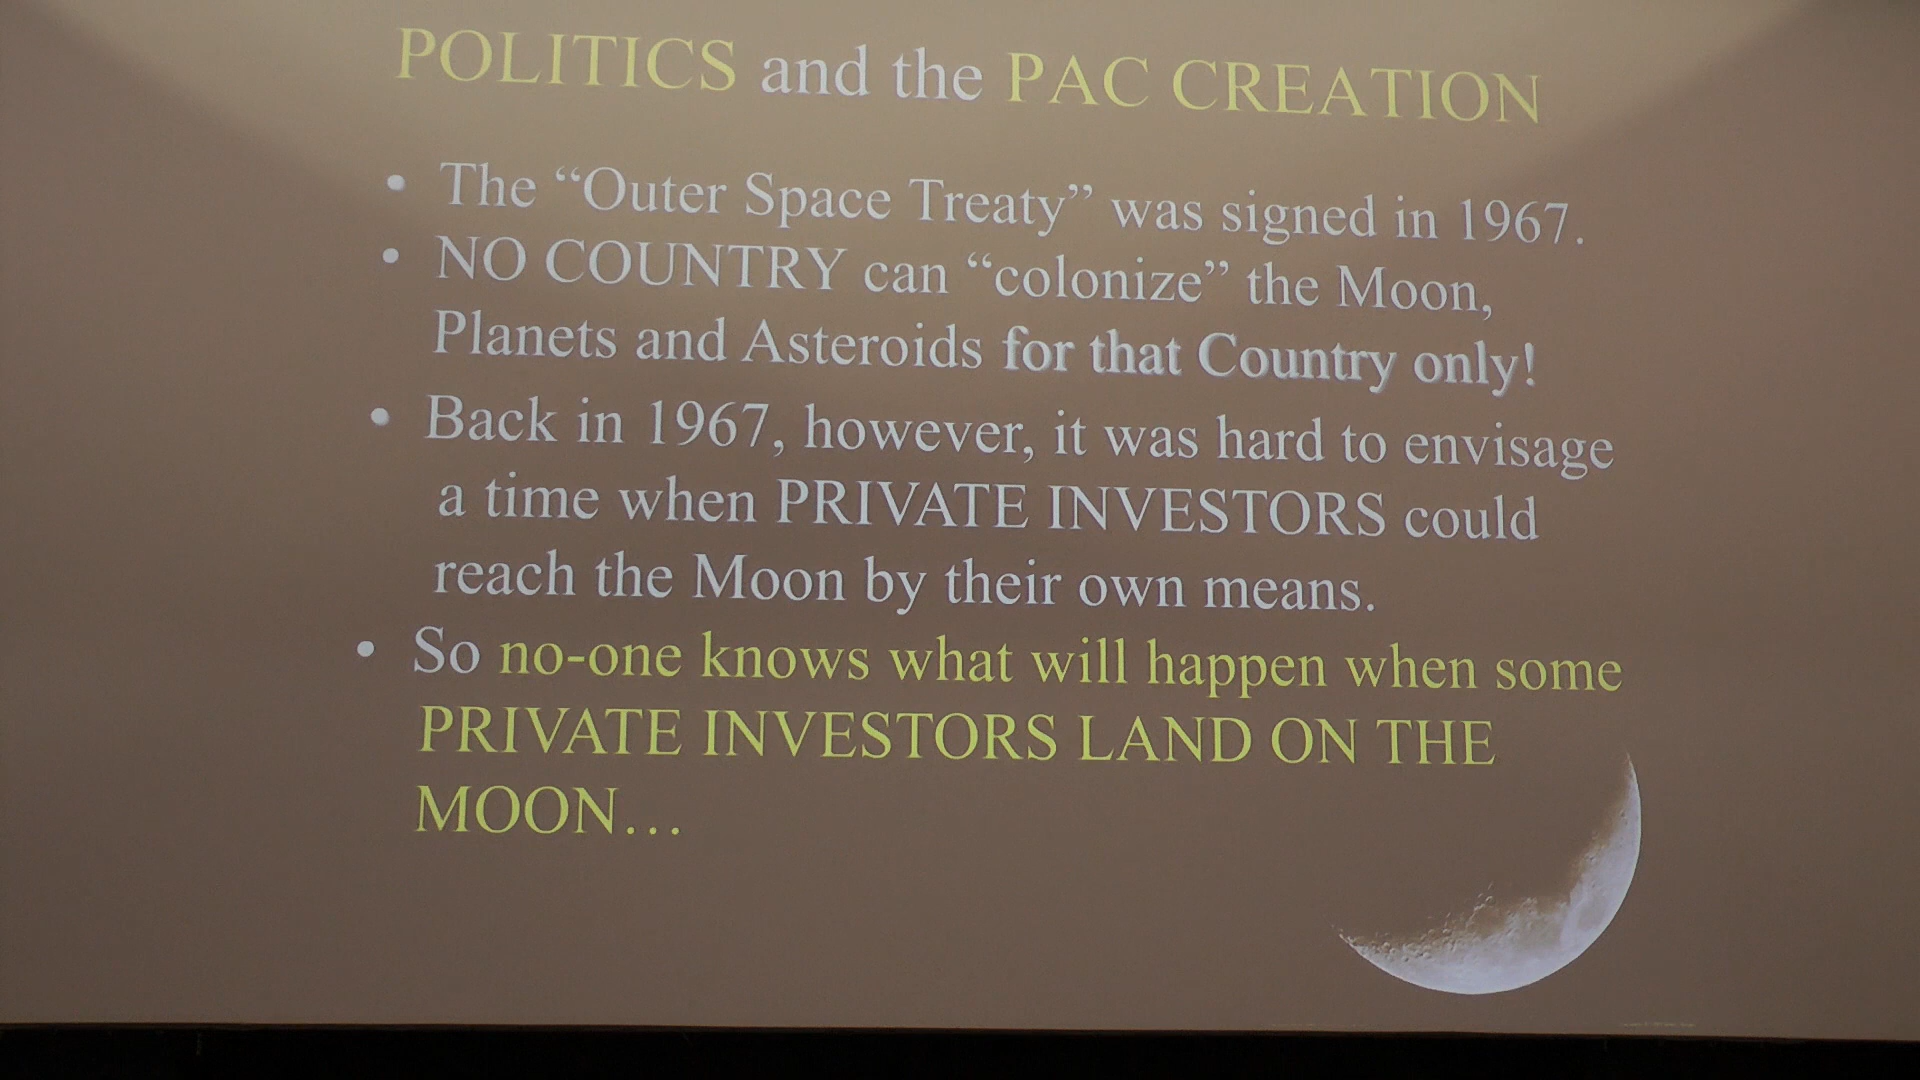 POLITICS and the PAC CREATION
• The “Outer Space Treaty” was signed in 1967.
• NO COUNTRY can “colonize” the Moon,
Planets and Asteroids for that Country only!
• Back in 1967, however, it was hard to envisage
a time when PRIVATE INVESTORS could
reach the Moon by their own means.
• So no-one knows what will happen when some
PRIVATE INVESTORS LAND ON THE
MOON…